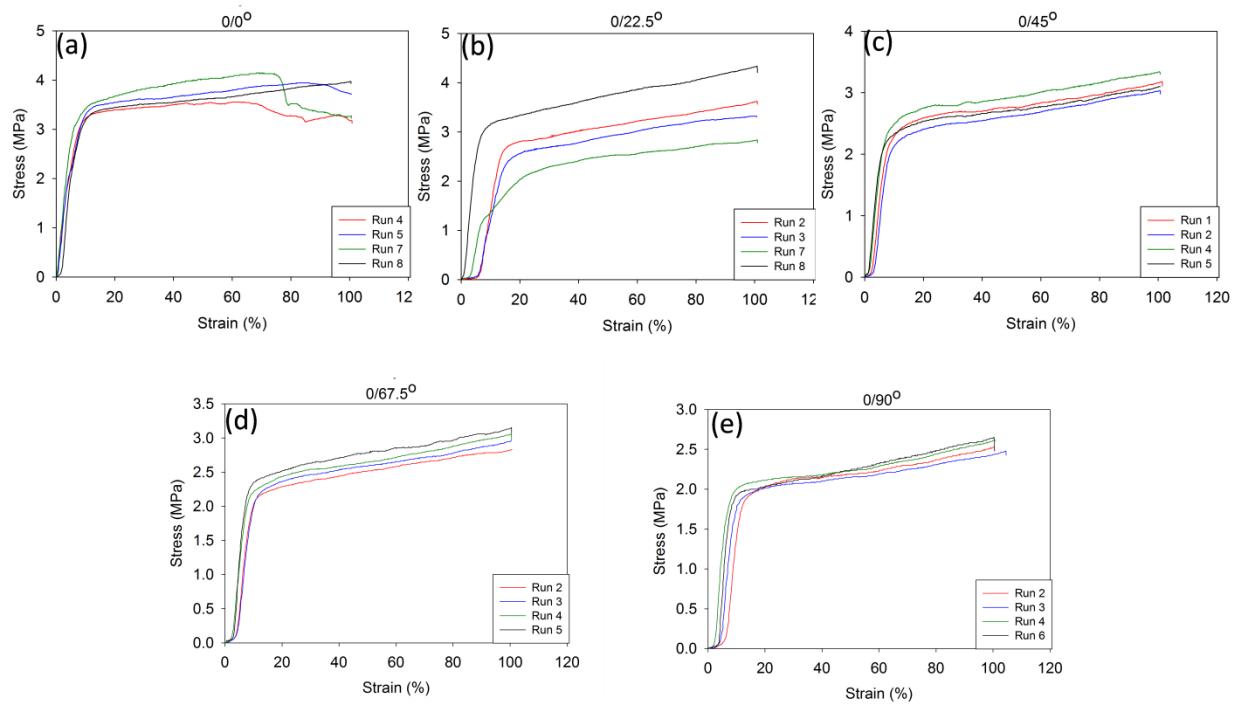 0/0°
(a)
Stress (MPa)
5
4
3
2
1
0
0 20 40 60 80 100 12
Strain (%)
Run 4
Run 5
Run 7
Run 8
0/22.5°
(b)
Stress (MPa)
5
4
3
2
1
0
0 20 40 60 80 100 12
Strain (%)
Run 2
Run 3
Run 7
Run 8
0/45°
(c)
Stress (MPa)
4
3
2
1
0
0 20 40 60 80 100 120
Strain (%)
Run 1
Run 2
Run 4
Run 5
0/67.5°
(d)
Stress (MPa)
3.5
3.0
2.5
2.0
1.5
1.0
0.5
0.0
0 20 40 60 80 100 120
Strain (%)
Run 2
Run 3
Run 4
Run 5
0/90°
(e)
Stress (MPa)
3.0
2.5
2.0
1.5
1.0
0.5
0.0
0 20 40 60 80 100 120
Strain (%)
Run 2
Run 3
Run 4
Run 6